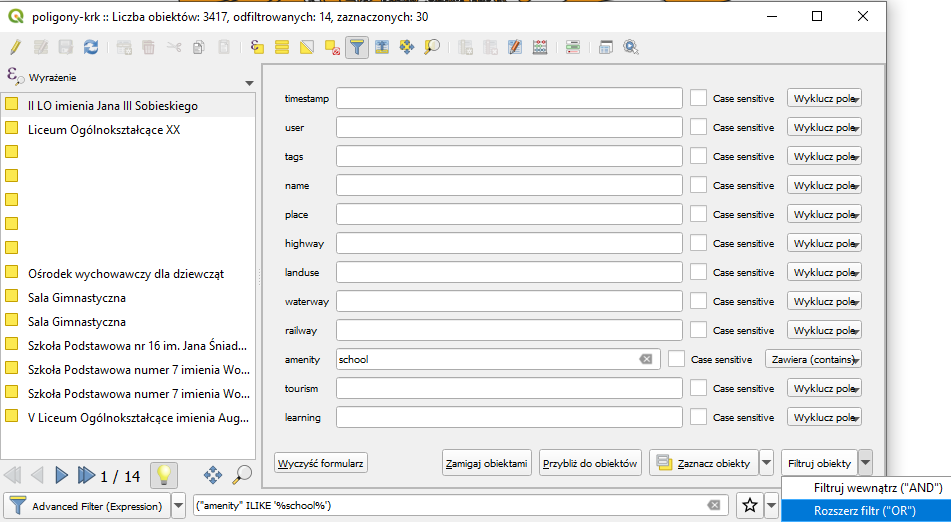 poligony-krk :: Liczba obiektów: 3417, odfiltrowanych: 14, zaznaczonych: 30
Wyrażenie
II LO imienia Jana III Sobieskiego
Liceum Ogólnokształcące XX
Ośrodek wychowawczy dla dziewcząt
Sala Gimnastyczna
Sala Gimnastyczna
Szkoła Podstawowa nr 16 im. Jana Śniad...
Szkoła Podstawowa numer 7 imienia Wo...
Szkoła Podstawowa numer 7 imienia Wo...
V Liceum Ogólnokształcące imienia Aug...
1 / 14
timestamp Case sensitive Wyklucz pole
user Case sensitive Wyklucz pole
tags Case sensitive Wyklucz pole
name Case sensitive Wyklucz pole
place Case sensitive Wyklucz pole
highway Case sensitive Wyklucz pole
landuse Case sensitive Wyklucz pole
waterway Case sensitive Wyklucz pole
railway Case sensitive Wyklucz pole
amenity school Case sensitive Zawiera (contains)
tourism Case sensitive Wyklucz pole
learning Case sensitive Wyklucz pole
Wyczyść formularz Zamigaj obiektami Przybliż do obiektów Zaznacz obiekty Filtruj obiekty
Filtruj wewnątrz ("AND")
Rozszerz filtr ("OR")
Advanced Filter (Expression) ("amenity" ILIKE '%school%')